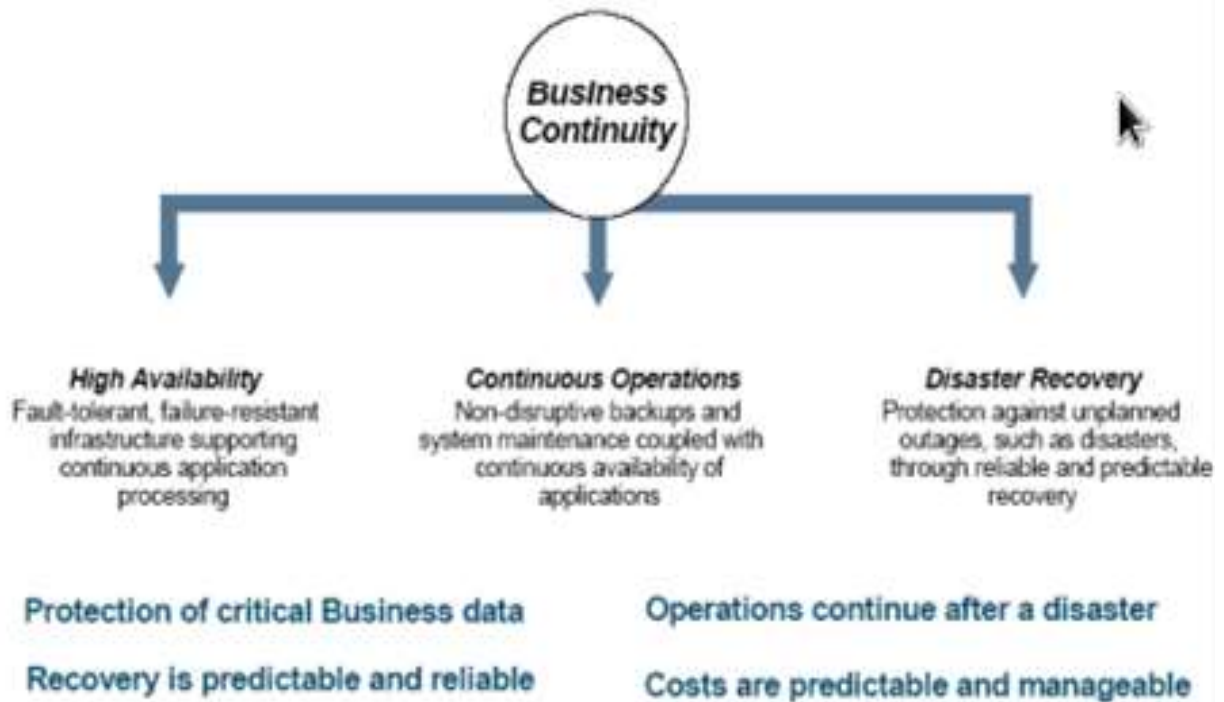 Business
Continuity
High Availability
Fault-tolerant, failure-resistant
infrastructure supporting
continuous application
processing
Continuous Operations
Non-disruptive backups and
system maintenance coupled with
continuous availability of
applications
Disaster Recovery
Protection against unplanned
outages, such as disasters,
through reliable and predictable
recovery
Protection of critical Business data
Operations continue after a disaster
Recovery is predictable and reliable
Costs are predictable and manageable